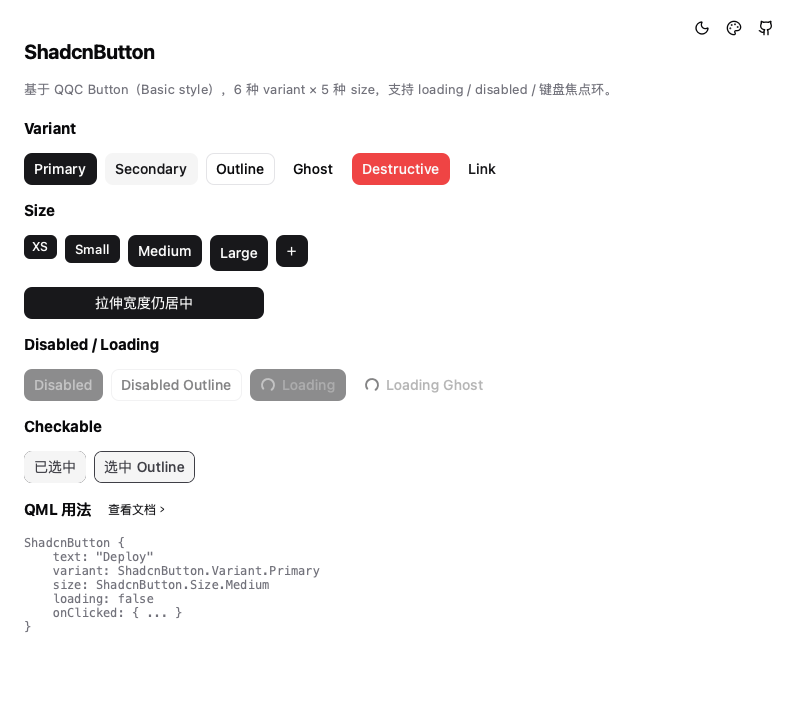 ShadcnButton
基于 QQC Button（Basic style），6 种 variant × 5 种 size，支持 loading / disabled / 键盘焦点环。
Variant
Primary Secondary Outline Ghost Destructive Link
Size
XS Small Medium Large +
拉伸宽度仍居中
Disabled / Loading
Disabled Disabled Outline Loading Loading Ghost
Checkable
已选中 选中 Outline
QML 用法 查看文档 >
ShadcnButton {
    text: "Deploy"
    variant: ShadcnButton.Variant.Primary
    size: ShadcnButton.Size.Medium
    loading: false
    onClicked: { ... }
}